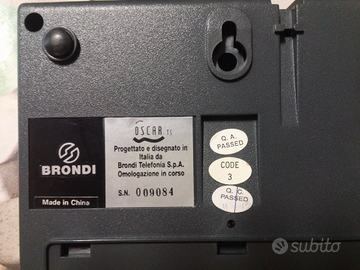 BRONDI
Made in China
OSCAR
Progettato e disegnato in
Italia da
Brondi Telefonia S.p.A.
Omologazione in corso
S.N. 009084
Q. A.
PASSED
CODE
3
Q. C.
PASSED
subito